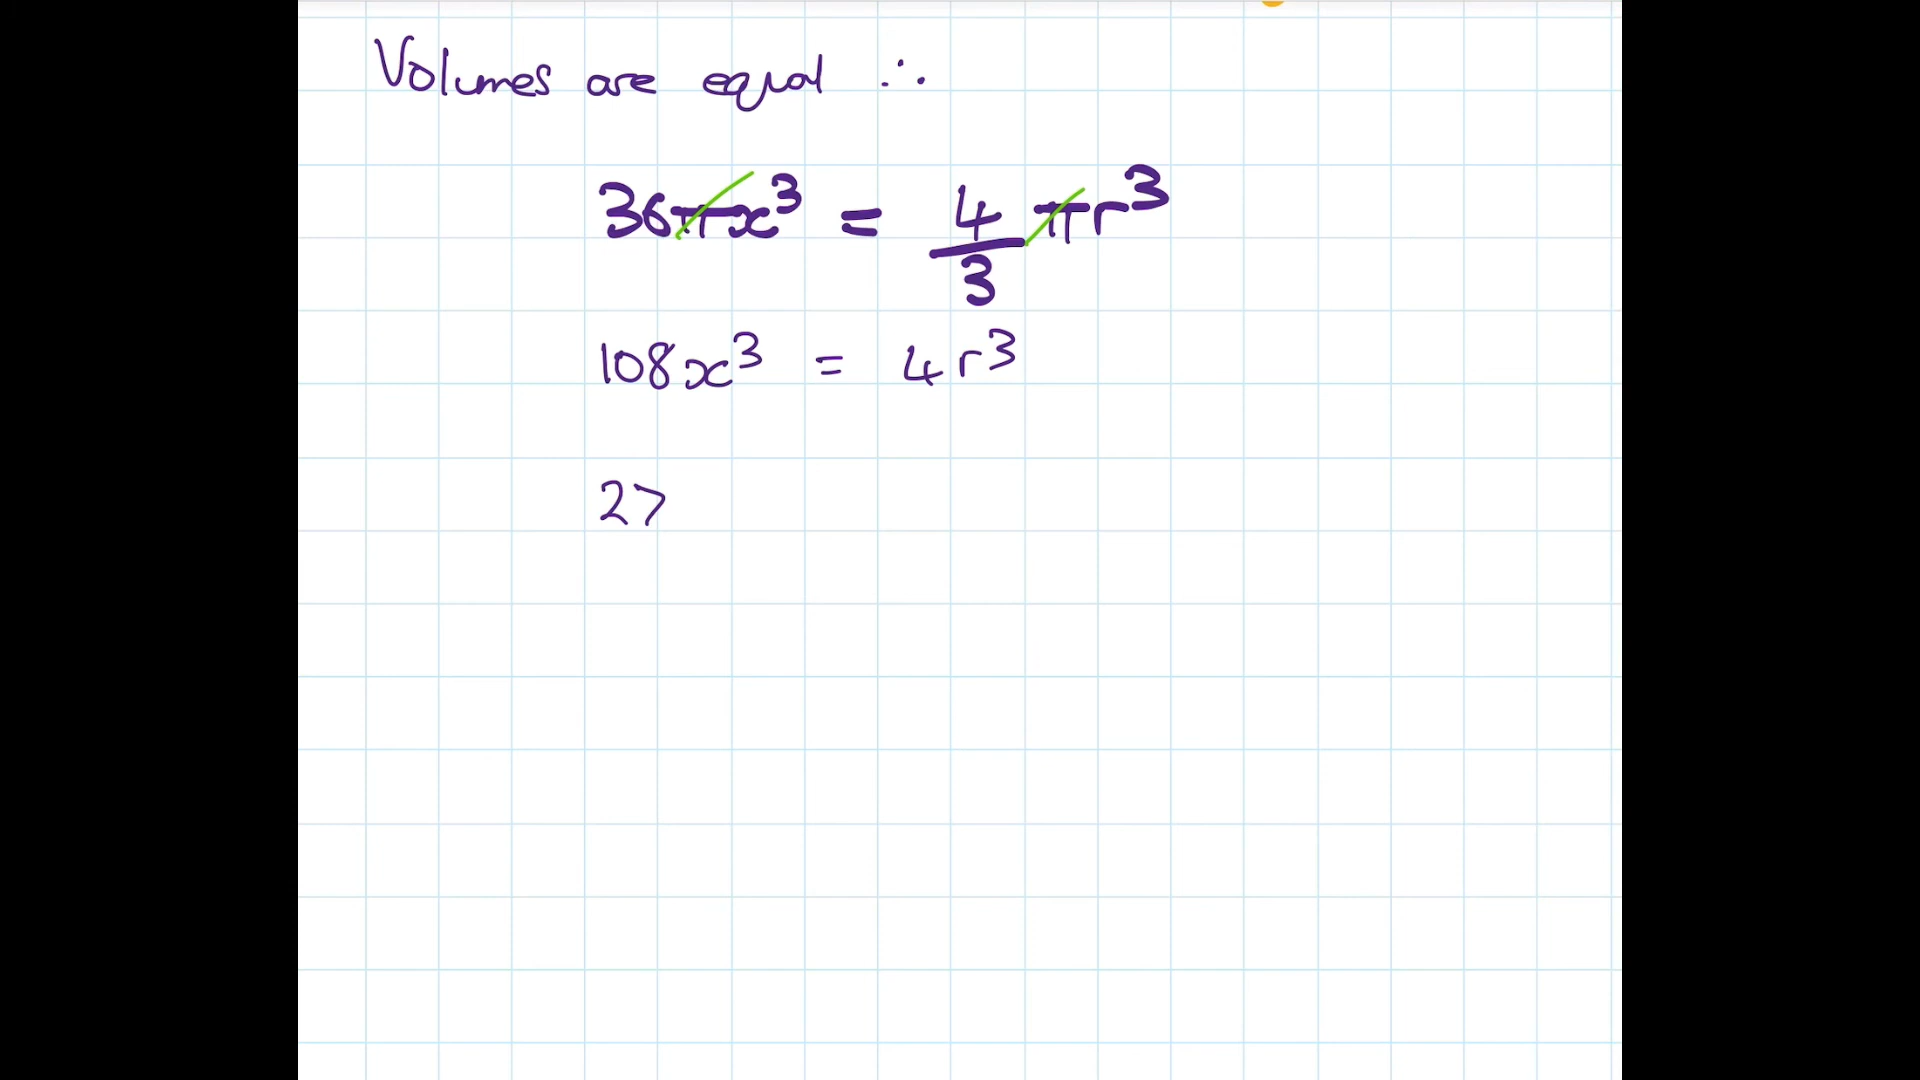 Volumes are equal ∴
36πx³ = 4/3 πr³
108x³ = 4r³
27